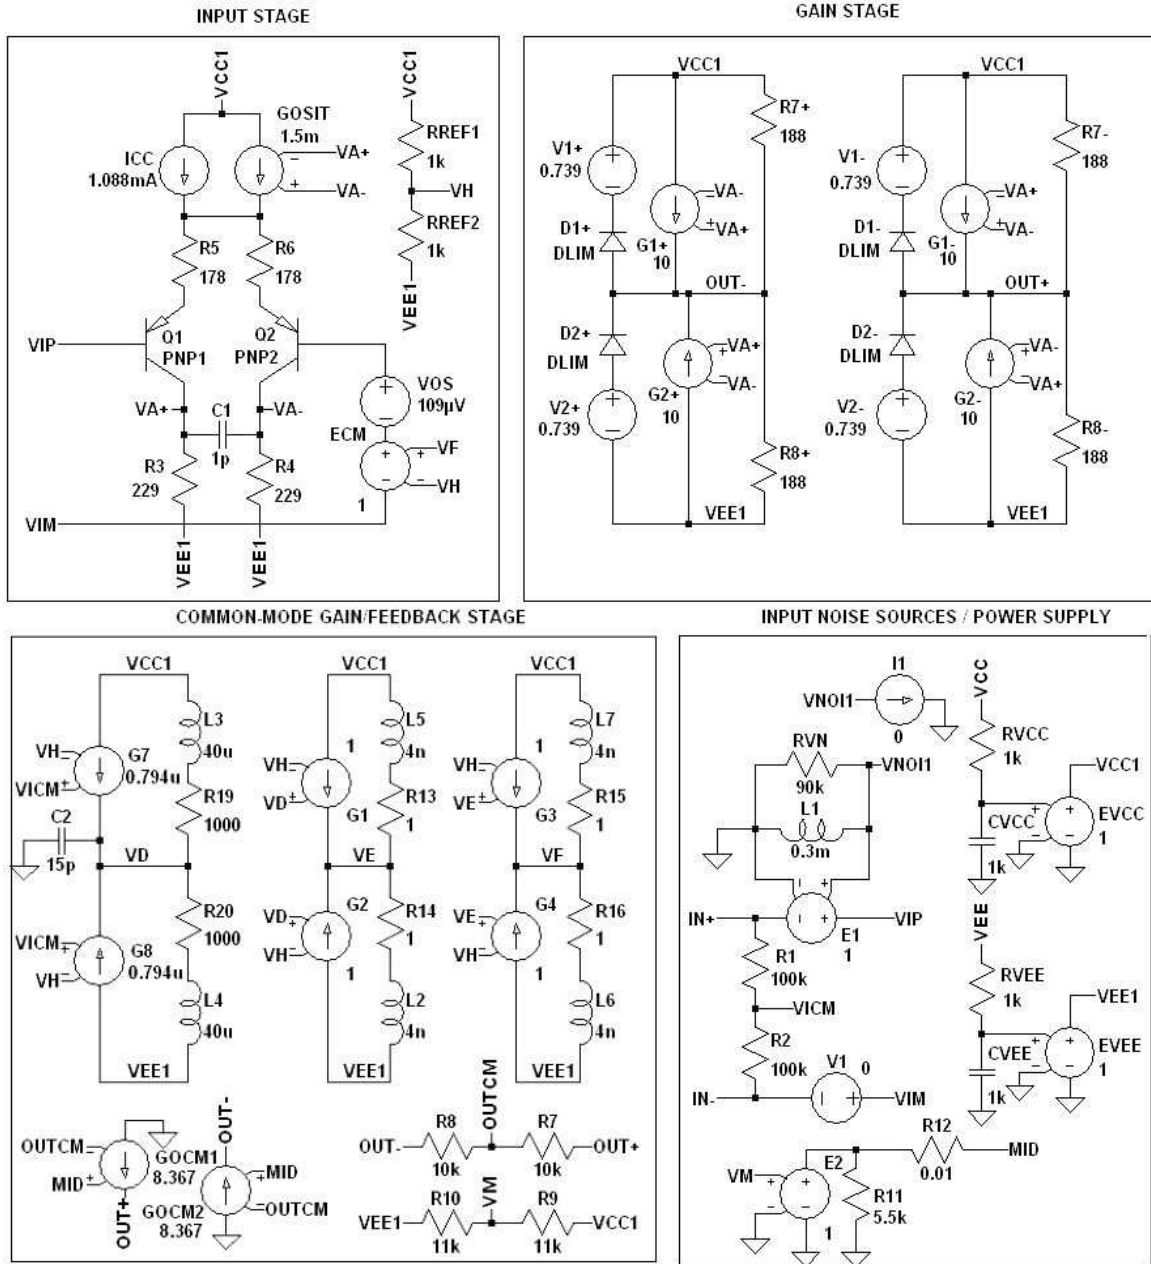 INPUT STAGE
VCC1
GOSIT
1.5m
VCC1
ICC
1.088mA
VA+
VA-
RREF1
1k
VH
RREF2
1k
VEE1
R5
178
R6
178
VIP
Q1
PNP1
Q2
PNP2
VOS
109µV
VA+
C1
1p
VA-
ECM
VF
VH
1
R3
229
R4
229
VIM
VEE1
VEE1
GAIN STAGE
VCC1
V1+
0.739
R7+
188
VA-
VA+
D1+
DLIM
G1+
10
OUT-
D2+
DLIM
VA+
VA-
G2+
10
V2+
0.739
R8+
188
VEE1
VCC1
V1-
0.739
R7-
188
VA+
VA-
D1-
DLIM
G1-
10
OUT+
D2-
DLIM
VA-
VA+
G2-
10
V2-
0.739
R8-
188
VEE1
COMMON-MODE GAIN/FEEDBACK STAGE
VCC1
L3
40u
VH
VICM
G7
0.794u
R19
1000
C2
15p
VD
R20
1000
VICM
VH
G8
0.794u
L4
40u
VEE1
VCC1
L5
4n
1
VH
VD
G1
R13
1
VE
G2
R14
1
VD
VH
1
L2
4n
VEE1
VCC1
L7
4n
1
VH
VE
G3
R15
1
VF
G4
R16
1
VE
VH
1
L6
4n
VEE1
OUTCM
MID
GOCM1
8.367
OUT+
OUT-
MID
OUTCM
GOCM2
8.367
OUTCM
OUT-
R8
10k
R7
10k
OUT+
VM
VEE1
R10
11k
R9
11k
VCC1
INPUT NOISE SOURCES / POWER SUPPLY
I1
VNOI1
0
RVN
90k
VNOI1
L1
0.3m
IN+
E1
1
VIP
R1
100k
VICM
R2
100k
V1
0
IN-
VIM
VCC
RVCC
1k
VCC1
CVCC
1k
EVCC
1
VEE
RVEE
1k
VEE1
CVEE
1k
EVEE
1
R12
0.01
MID
VM
E2
1
R11
5.5k